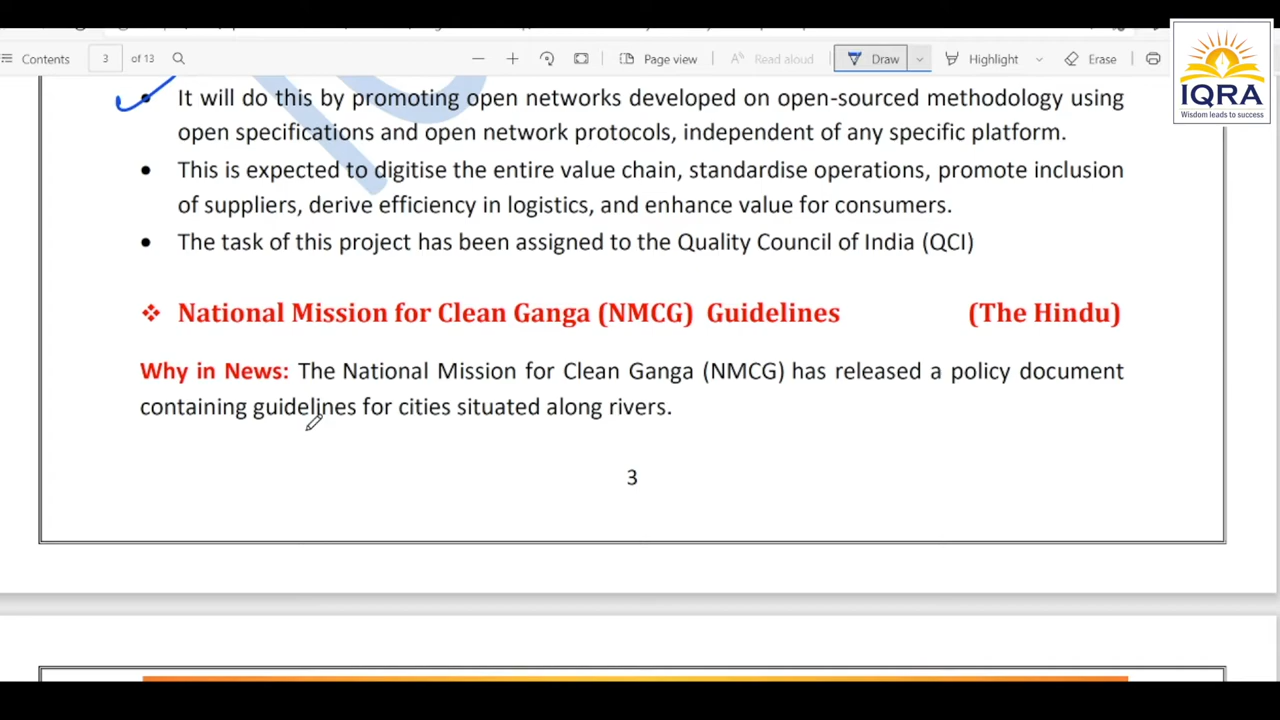 Contents
3
of 13
Page view
Read aloud
Draw
Highlight
Erase
IQRA
Wisdom leads to success
• It will do this by promoting open networks developed on open-sourced methodology using
open specifications and open network protocols, independent of any specific platform.
• This is expected to digitise the entire value chain, standardise operations, promote inclusion
of suppliers, derive efficiency in logistics, and enhance value for consumers.
• The task of this project has been assigned to the Quality Council of India (QCI)
❖ National Mission for Clean Ganga (NMCG) Guidelines (The Hindu)
Why in News: The National Mission for Clean Ganga (NMCG) has released a policy document
containing guidelines for cities situated along rivers.
3